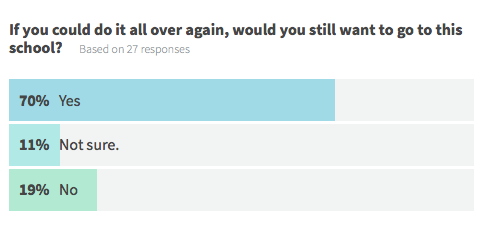 If you could do it all over again, would you still want to go to this
school? Based on 27 responses
70% Yes
11% Not sure.
19% No